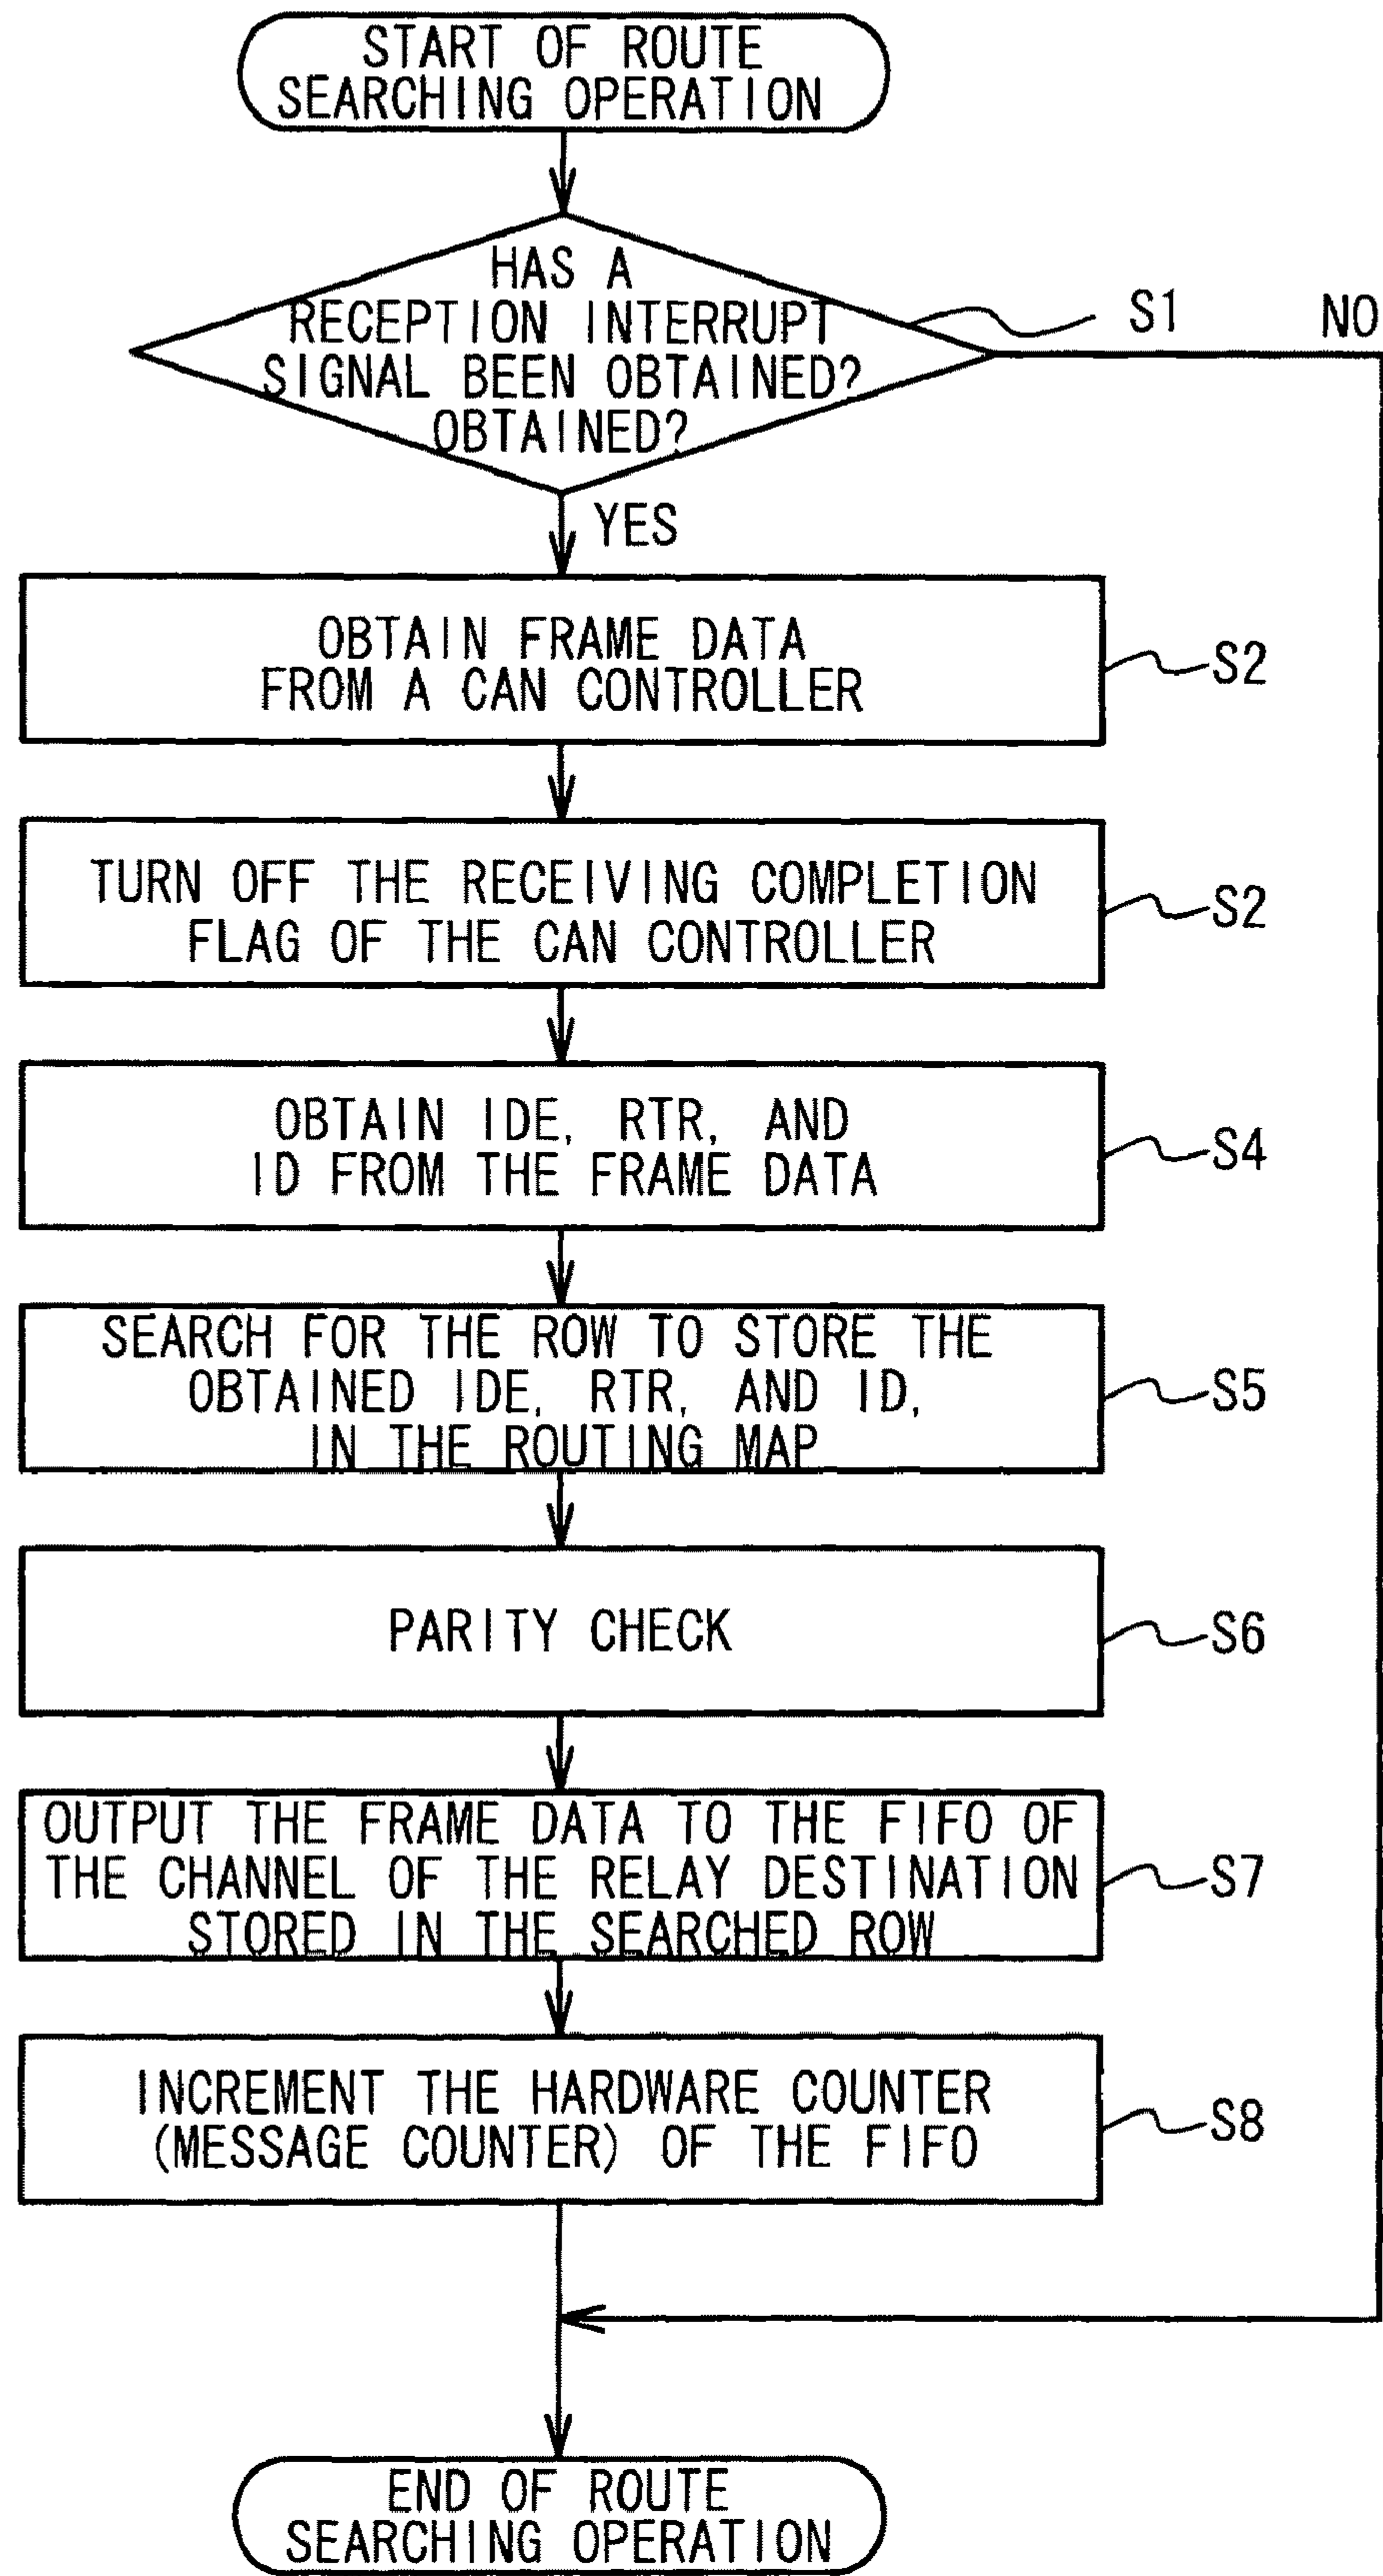 START OF ROUTE
SEARCHING OPERATION
HAS A
RECEPTION INTERRUPT
SIGNAL BEEN OBTAINED?
OBTAINED?
S1
NO
YES
OBTAIN FRAME DATA
FROM A CAN CONTROLLER
S2
TURN OFF THE RECEIVING COMPLETION
FLAG OF THE CAN CONTROLLER
S2
OBTAIN IDE, RTR, AND
ID FROM THE FRAME DATA
S4
SEARCH FOR THE ROW TO STORE THE
OBTAINED IDE, RTR, AND ID,
IN THE ROUTING MAP
S5
PARITY CHECK
S6
OUTPUT THE FRAME DATA TO THE FIFO OF
THE CHANNEL OF THE RELAY DESTINATION
STORED IN THE SEARCHED ROW
S7
INCREMENT THE HARDWARE COUNTER
(MESSAGE COUNTER) OF THE FIFO
S8
END OF ROUTE
SEARCHING OPERATION